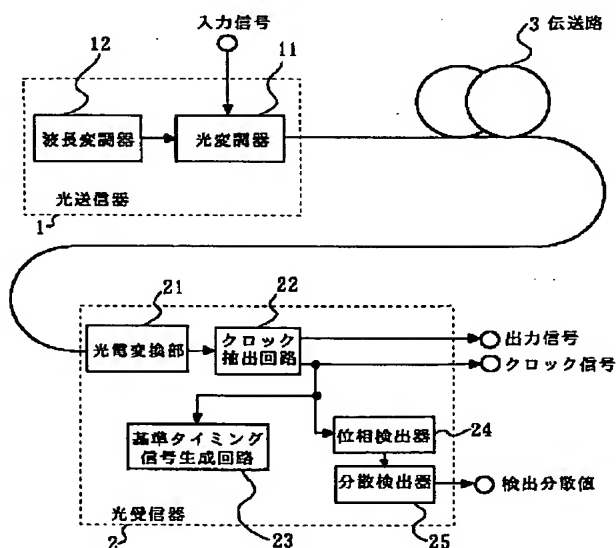 入力信号
12
11
3 伝送路
波長変調器
光変調器
光送信器
1
21
22
光電変換部
クロック
抽出回路
出力信号
クロック信号
基準タイミング
信号生成回路
位相検出器
24
分散検出器
検出分散値
光受信器
2
23
25